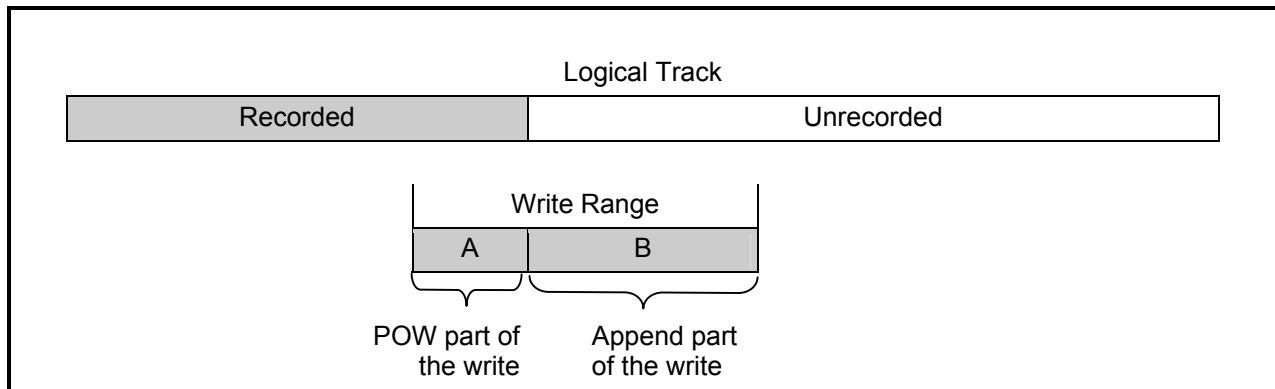 Logical Track
Recorded Unrecorded
Write Range
A B
POW part of
the write
Append part
of the write